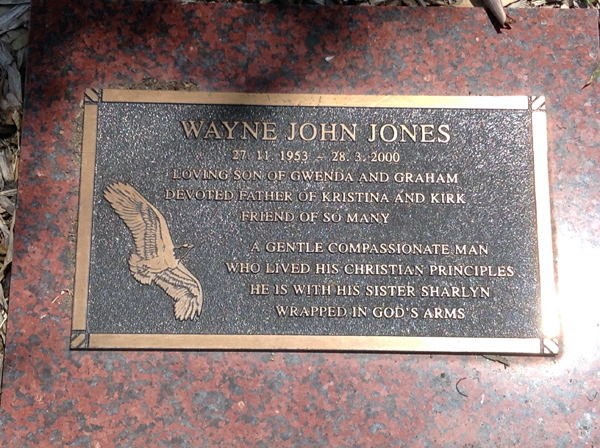 WAYNE JOHN JONES
27. 11. 1953 – 28. 3. 2000
LOVING SON OF GWENDA AND GRAHAM
DEVOTED FATHER OF KRISTINA AND KIRK
FRIEND OF SO MANY
A GENTLE COMPASSIONATE MAN
WHO LIVED HIS CHRISTIAN PRINCIPLES
HE IS WITH HIS SISTER SHARLYN
WRAPPED IN GOD'S ARMS